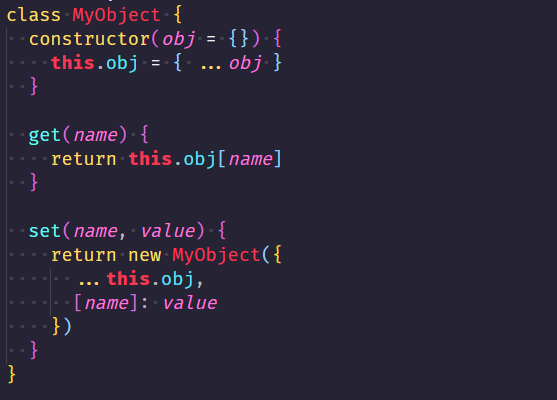 class MyObject {
  constructor(obj = {}) {
    this.obj = { ...obj }
  }

  get(name) {
    return this.obj[name]
  }

  set(name, value) {
    return new MyObject({
      ...this.obj,
      [name]: value
    })
  }
}